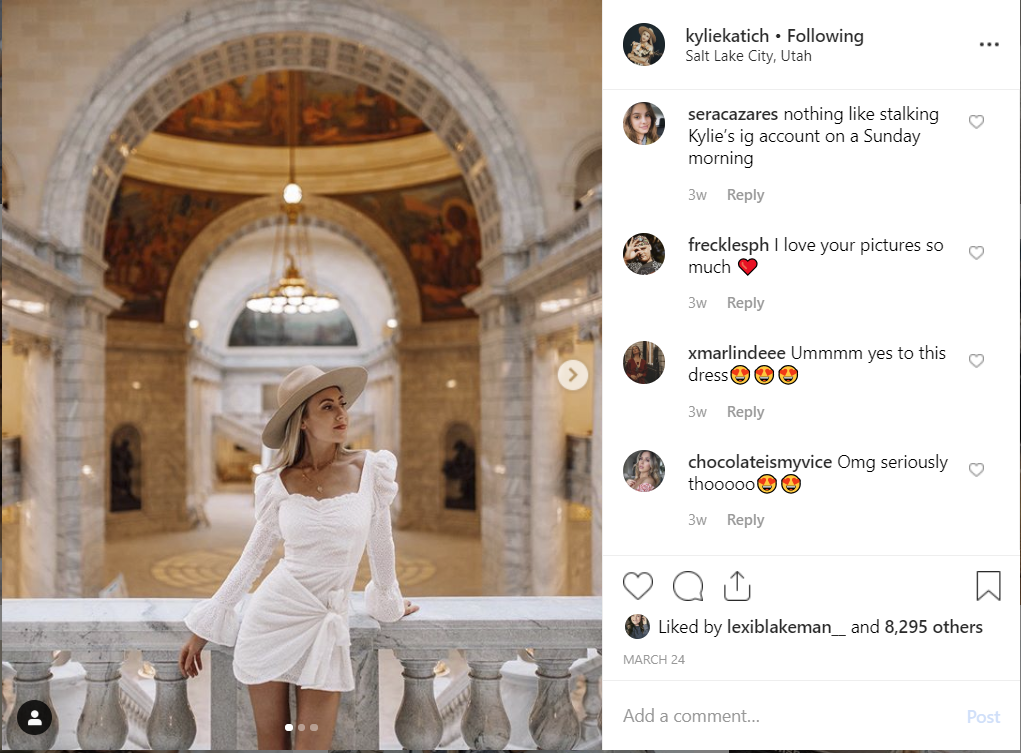 kyliekatich • Following
Salt Lake City, Utah
seracazares nothing like stalking
Kylie's ig account on a Sunday
morning
3w Reply
frecklesph I love your pictures so
much ❤️
3w Reply
xmarlindeee Ummmm yes to this
dress😍😍😍
3w Reply
chocolateismyvice Omg seriously
thooooo😍😍
3w Reply
Liked by lexiblakeman__ and 8,295 others
MARCH 24
Add a comment... Post